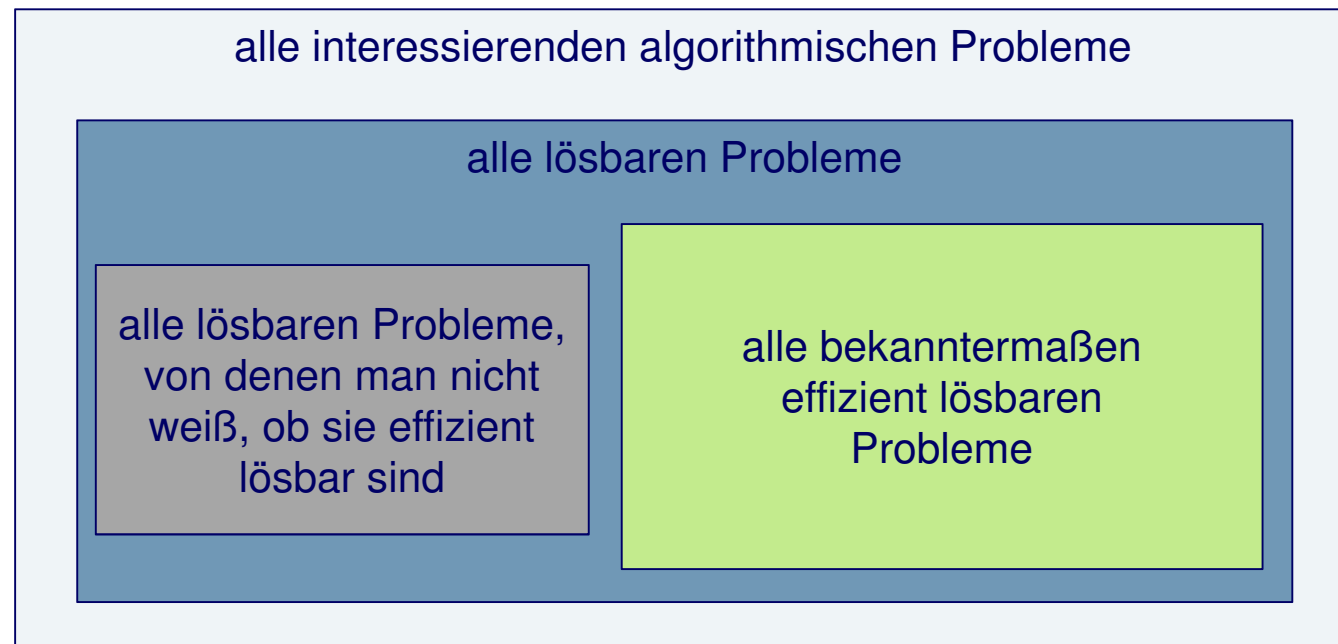 alle interessierenden algorithmischen Probleme
alle lösbaren Probleme
alle lösbaren Probleme,
von denen man nicht
weiß, ob sie effizient
lösbar sind
alle bekanntermaßen
effizient lösbaren
Probleme